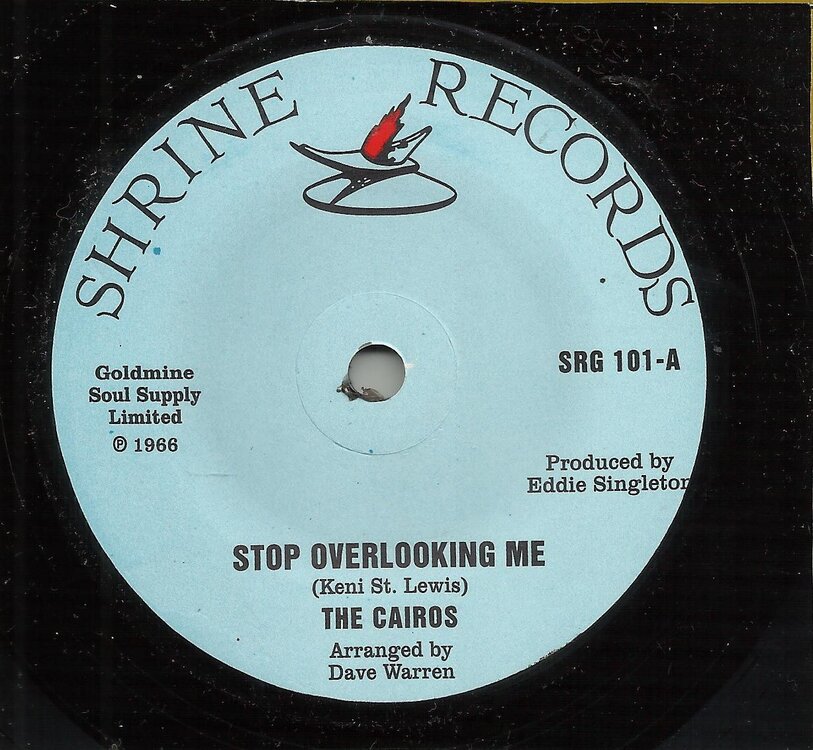 SHRINE RECORDS
Goldmine
Soul Supply
Limited
℗ 1966
SRG 101-A
Produced by
Eddie Singleton
STOP OVERLOOKING ME
(Keni St. Lewis)
THE CAIROS
Arranged by
Dave Warren